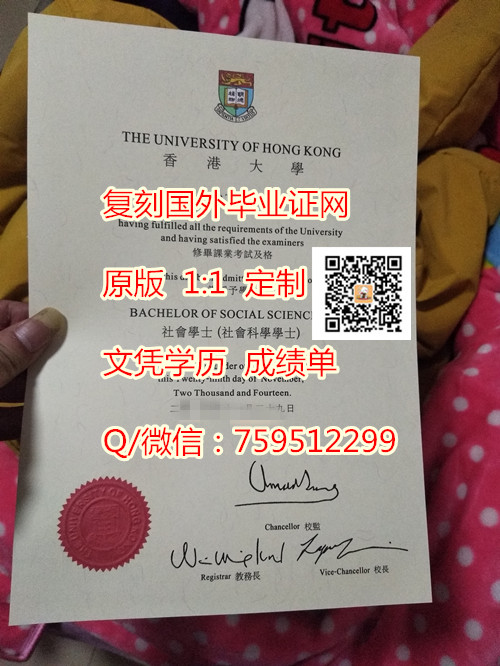 THE UNIVERSITY OF HONG KONG
香港大學
复刻国外毕业证网
having fulfilled all the requirements of the University
and having satisfied the examiners
修畢課業考試及格
原版 1:1 定制
BACHELOR OF SOCIAL SCIENC
社會學士 (社會科學學士)
文凭学历 成绩单
this Twenty-ninth day of November,
Two Thousand and Fourteen.
九日
Q/微信：759512299
Chancellor 校監
Registrar 教務長
Vice-Chancellor 校長